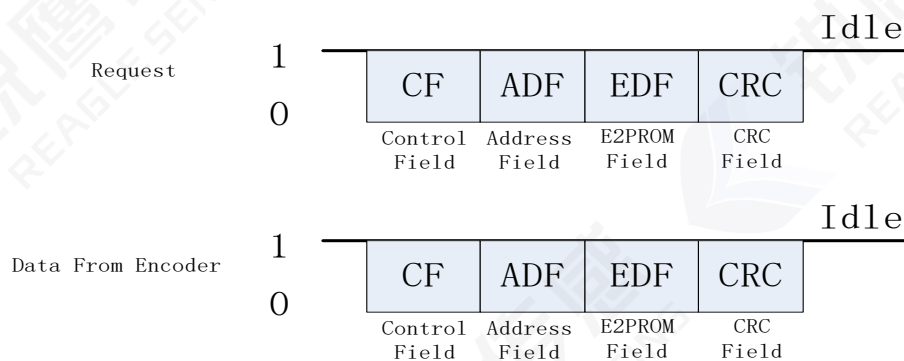 Idle
Request
1
0
CF ADF EDF CRC
Control Address E2PROM CRC
Field Field Field Field
Idle
Data From Encoder
1
0
CF ADF EDF CRC
Control Address E2PROM CRC
Field Field Field Field